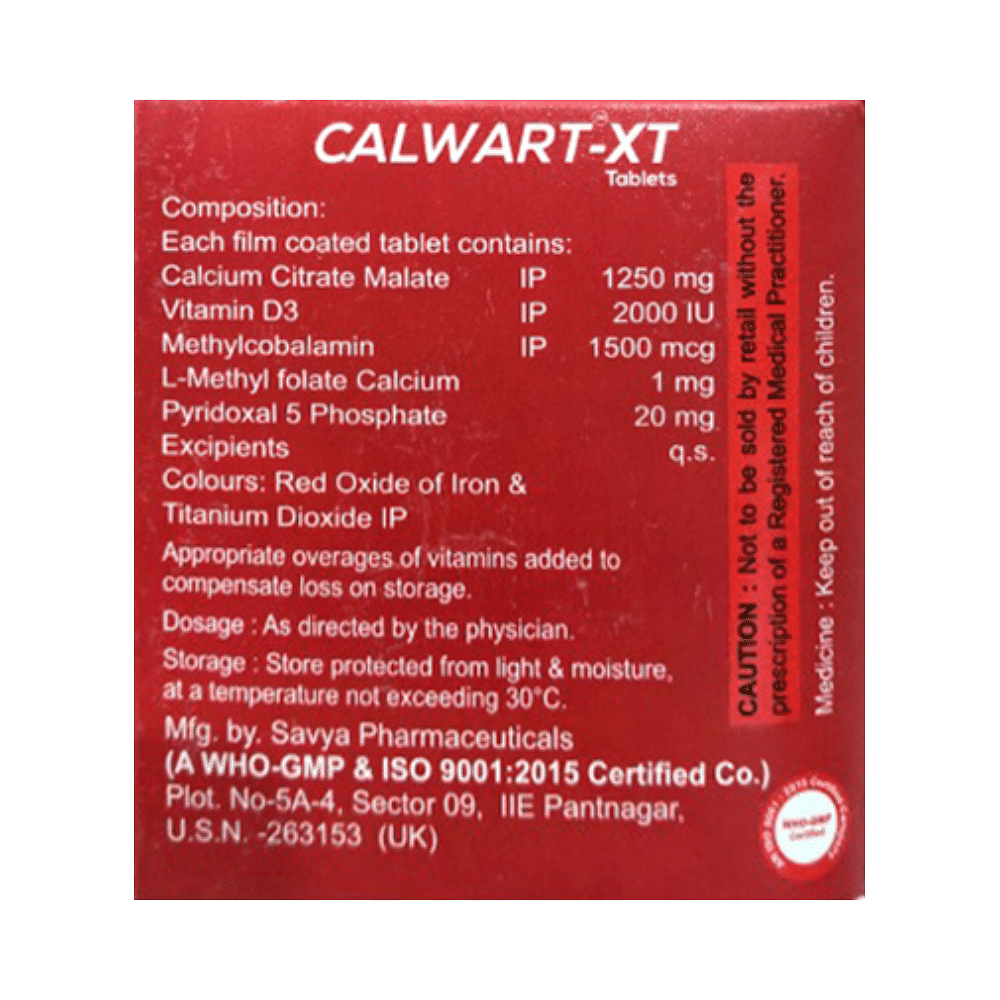 CALWART-XT
Tablets
Composition:
Each film coated tablet contains:
Calcium Citrate Malate IP 1250 mg
Vitamin D3 IP 2000 IU
Methylcobalamin IP 1500 mcg
L-Methyl folate Calcium 1 mg
Pyridoxal 5 Phosphate 20 mg
Excipients q.s.
Colours: Red Oxide of Iron &
Titanium Dioxide IP
Appropriate overages of vitamins added to
compensate loss on storage.
Dosage : As directed by the physician.
Storage : Store protected from light & moisture,
at a temperature not exceeding 30°C.
Mfg. by. Savya Pharmaceuticals
(A WHO-GMP & ISO 9001:2015 Certified Co.)
Plot. No-5A-4, Sector 09, IIE Pantnagar,
U.S.N. -263153 (UK)
CAUTION : Not to be sold by retail without the
prescription of a Registered Medical Practitioner.
Medicine : Keep out of reach of children.
WHO-GMP
Certified